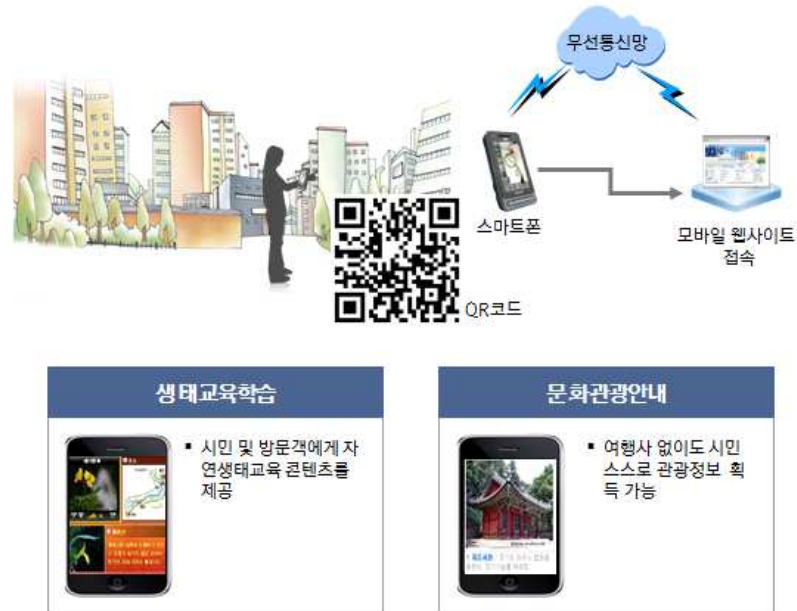 무선통신망
스마트폰
모바일 웹사이트
접속
QR코드
생태교육학습
▪ 시민 및 방문객에게 자
연생태교육 콘텐츠를
제공
문화관광안내
▪ 여행사 없이도 시민
스스로 관광정보 획
득 가능